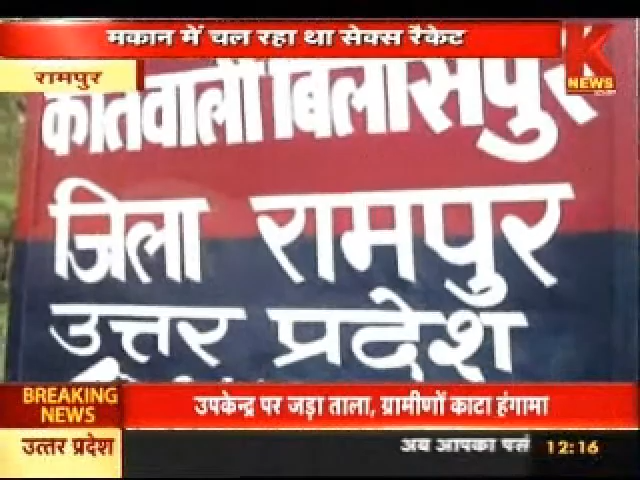 मकान में चल रहा था सेक्स रैकेट
K NEWS
रामपुर
कोतवाली बिलासपुर
जिला रामपुर
उत्तर प्रदेश
BREAKING NEWS
उपकेन्द्र पर जड़ा ताला, ग्रामीणों काटा हंगामा
उत्तर प्रदेश
अब आपका पसं
12:16